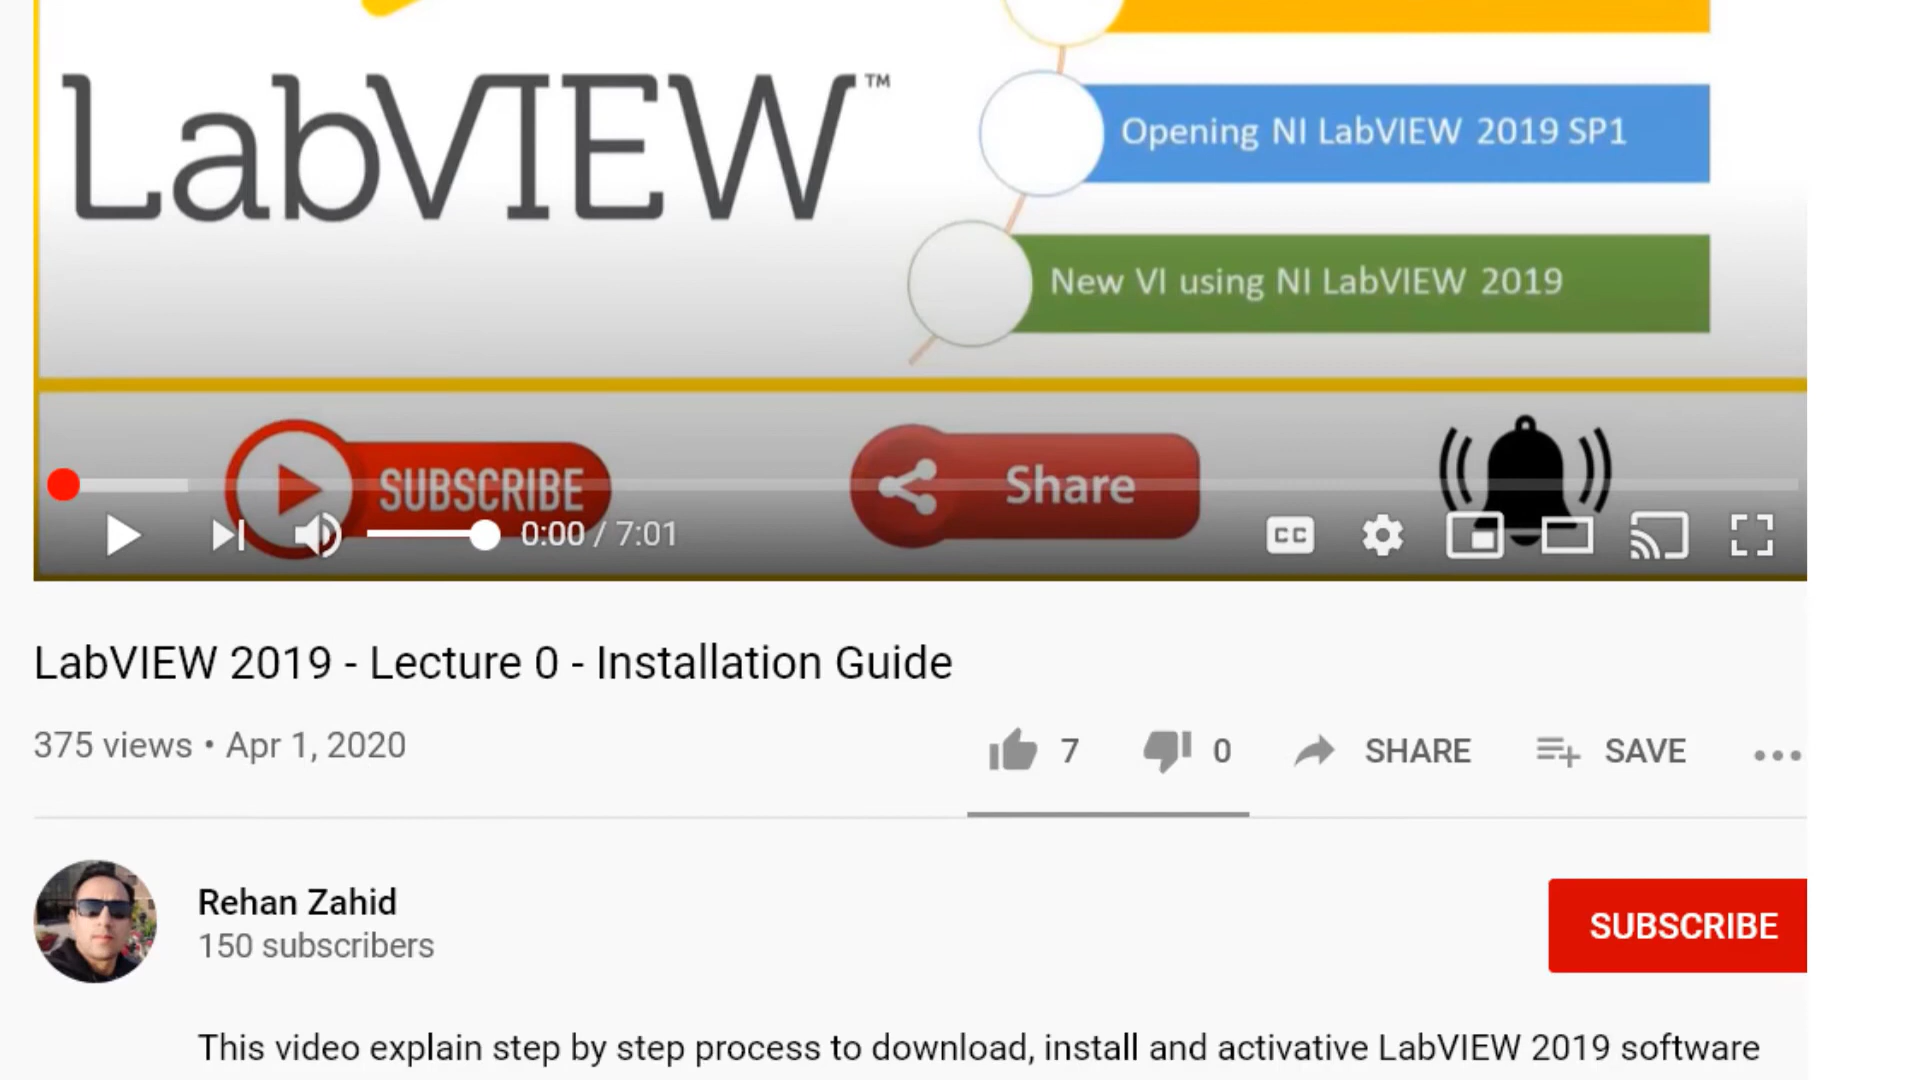 LabVIEW™
Opening NI LabVIEW 2019 SP1
New VI using NI LabVIEW 2019
SUBSCRIBE
Share
0:00 / 7:01
CC
LabVIEW 2019 - Lecture 0 - Installation Guide
375 views • Apr 1, 2020
7
0
SHARE
SAVE
Rehan Zahid
150 subscribers
SUBSCRIBE
This video explain step by step process to download, install and activative LabVIEW 2019 software